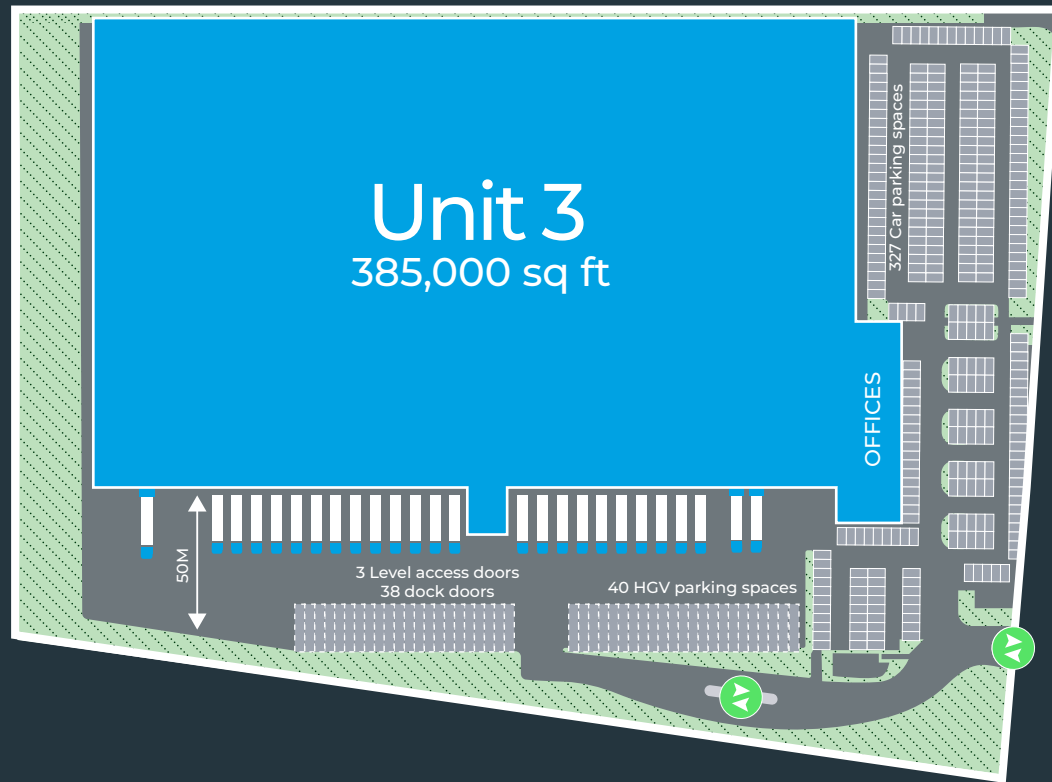 Unit 3
385,000 sq ft
327 Car parking spaces
OFFICES
50M
3 Level access doors
38 dock doors
40 HGV parking spaces